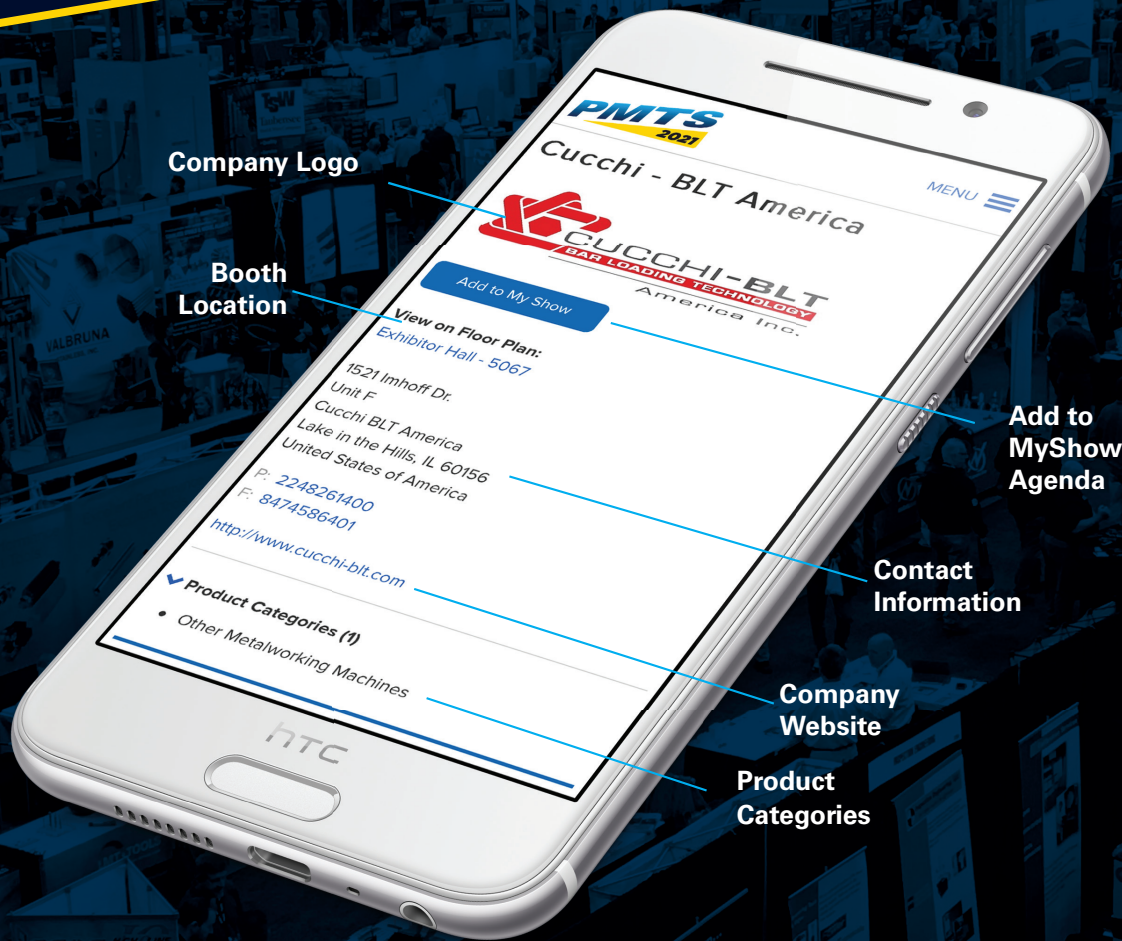 PMTS
2021
MENU
Cucchi - BLT America
CUCCHI-BLT
BAR LOADING TECHNOLOGY
America Inc.
Add to My Show
View on Floor Plan:
Exhibitor Hall - 5067
1521 Imhoff Dr.
Unit F
Cucchi BLT America
Lake in the Hills, IL 60156
United States of America
P: 2248261400
F: 8474586401
http://www.cucchi-blt.com
Product Categories (1)
• Other Metalworking Machines
hTC
Company Logo
Booth
Location
Add to
MyShow
Agenda
Contact
Information
Company
Website
Product
Categories
TSW
VALBRUNA